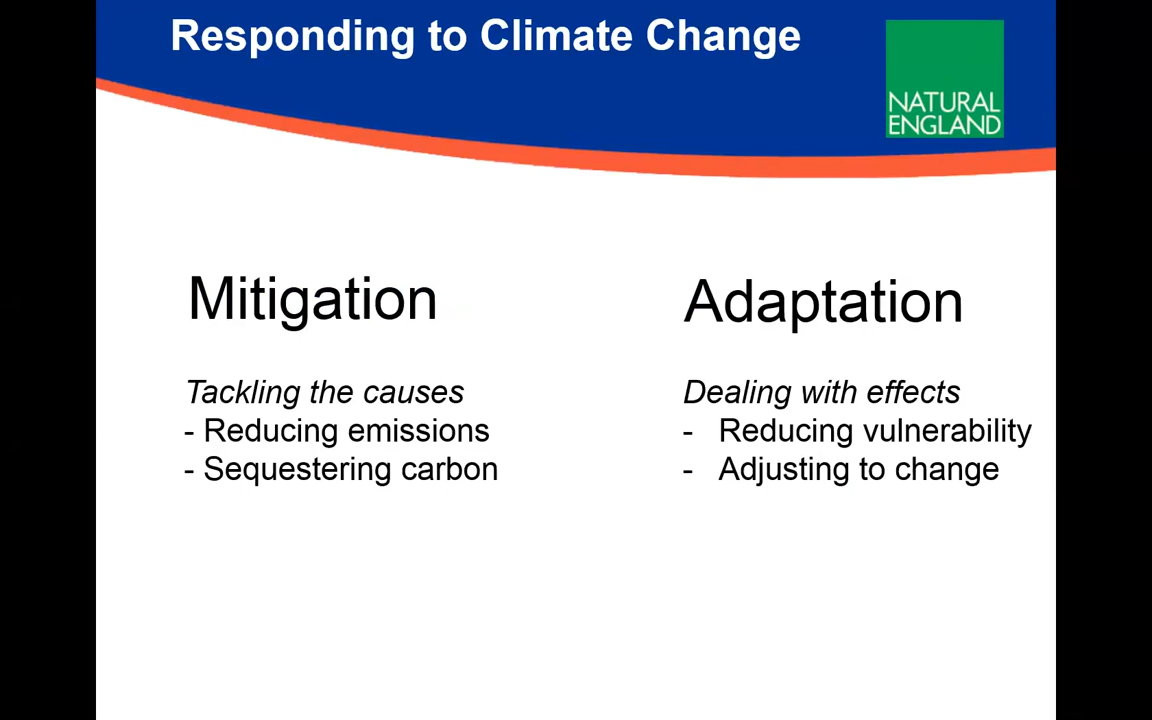 Responding to Climate Change
NATURAL
ENGLAND
Mitigation
Tackling the causes
- Reducing emissions
- Sequestering carbon
Adaptation
Dealing with effects
- Reducing vulnerability
- Adjusting to change